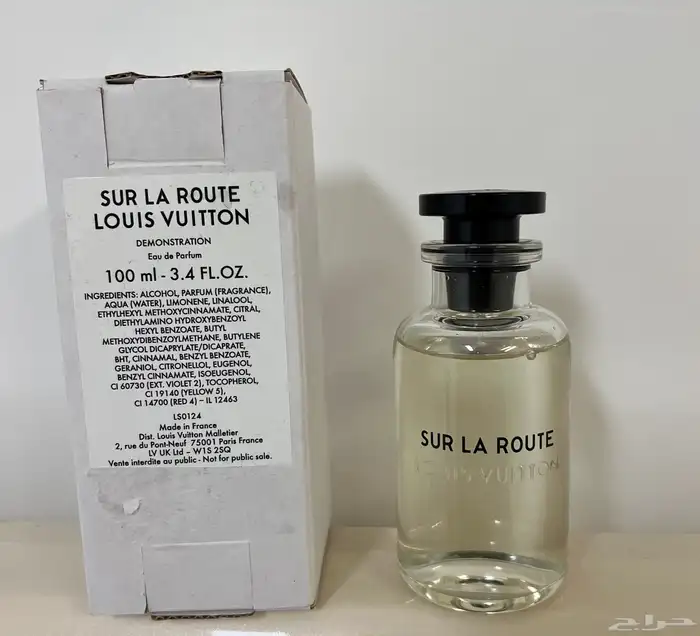 SUR LA ROUTE
LOUIS VUITTON
DEMONSTRATION
Eau de Parfum
100 ml - 3.4 FL.OZ.
INGREDIENTS: ALCOHOL, PARFUM (FRAGRANCE),
AQUA (WATER), LIMONENE, LINALOOL,
ETHYLHEXYL METHOXYCINNAMATE, CITRAL,
DIETHYLAMINO HYDROXYBENZOYL
HEXYL BENZOATE, BUTYL
METHOXYDIBENZOYLMETHANE, BUTYLENE
GLYCOL DICAPRYLATE/DICAPRATE,
BHT, CINNAMAL, BENZYL BENZOATE,
GERANIOL, CITRONELLOL, EUGENOL,
BENZYL CINNAMATE, ISOEUGENOL,
CI 60730 (EXT. VIOLET 2), TOCOPHEROL,
CI 19140 (YELLOW 5),
CI 14700 (RED 4) – IL 12463
LS0124
Made in France
Dist. Louis Vuitton Malletier
2, rue du Pont-Neuf 75001 Paris France
LV UK Ltd – W1S 2SQ
Vente interdite au public - Not for public sale.
SUR LA ROUTE
LOUIS VUITTON
حراج